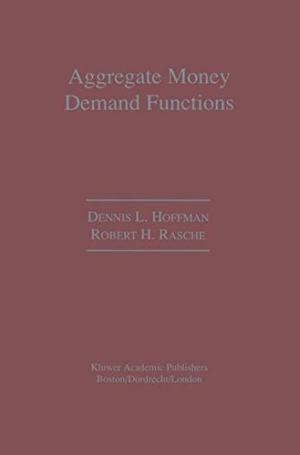 Aggregate Money
Demand Functions
DENNIS L. HOFFMAN
ROBERT H. RASCHE
Kluwer Academic Publishers
Boston/Dordrecht/London